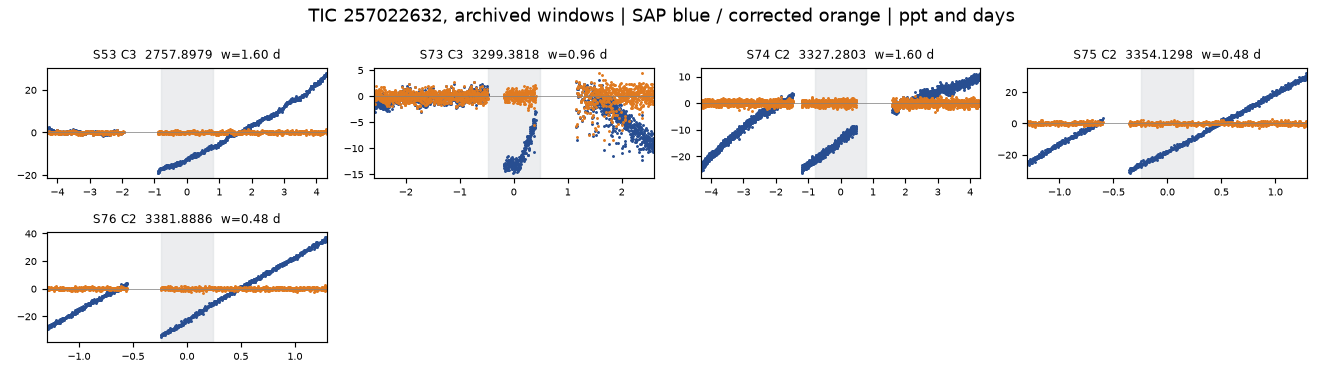 TIC 257022632, archived windows | SAP blue / corrected orange | ppt and days
S53 C3 2757.8979 w=1.60 d
S73 C3 3299.3818 w=0.96 d
S74 C2 3327.2803 w=1.60 d
S75 C2 3354.1298 w=0.48 d
20
0
−20
−4 −3 −2 −1 0 1 2 3 4
5
0
−5
−10
−15
−2 −1 0 1 2
10
0
−10
−20
−4 −3 −2 −1 0 1 2 3 4
20
0
−20
−1.0 −0.5 0.0 0.5 1.0
S76 C2 3381.8886 w=0.48 d
40
20
0
−20
−1.0 −0.5 0.0 0.5 1.0